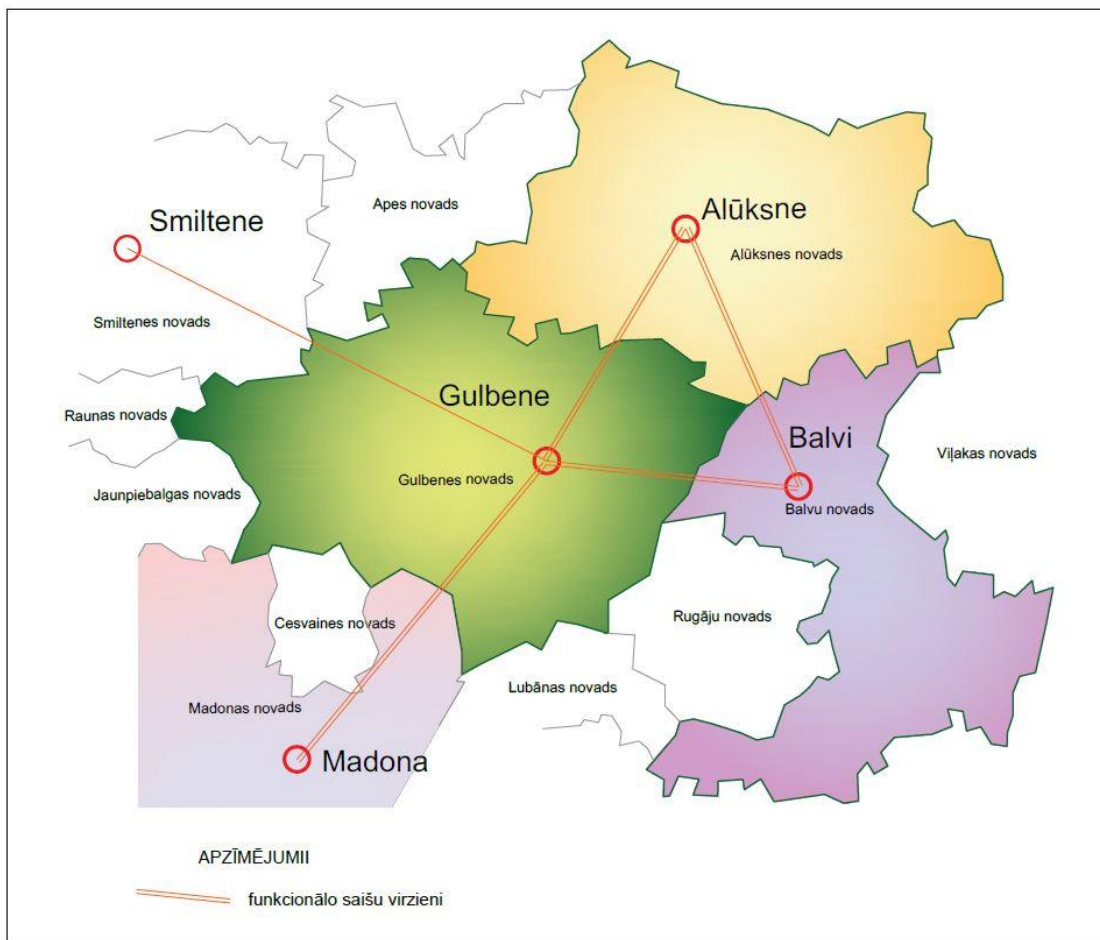 Apes novads
Smiltene
Alūksne
Alūksnes novads
Smiltenes novads
Gulbene
Raunas novads
Balvi
Viļakas novads
Gulbenes novads
Jaunpiebalgas novads
Balvu novads
Cesvaines novads
Rugāju novads
Lubānas novads
Madonas novads
Madona
APZĪMĒJUMII
funkcionālo saišu virzieni